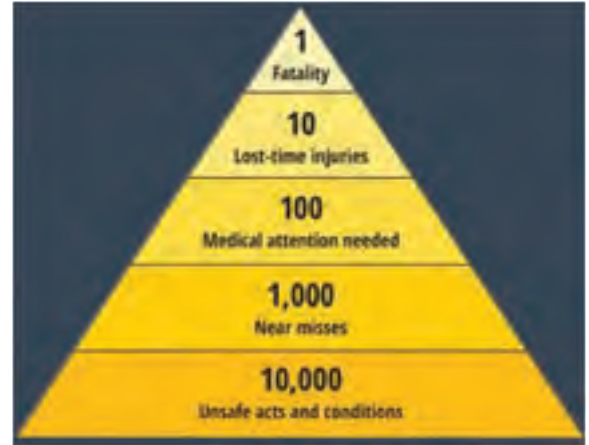 1
Fatality
10
Lost-time injuries
100
Medical attention needed
1,000
Near misses
10,000
Unsafe acts and conditions